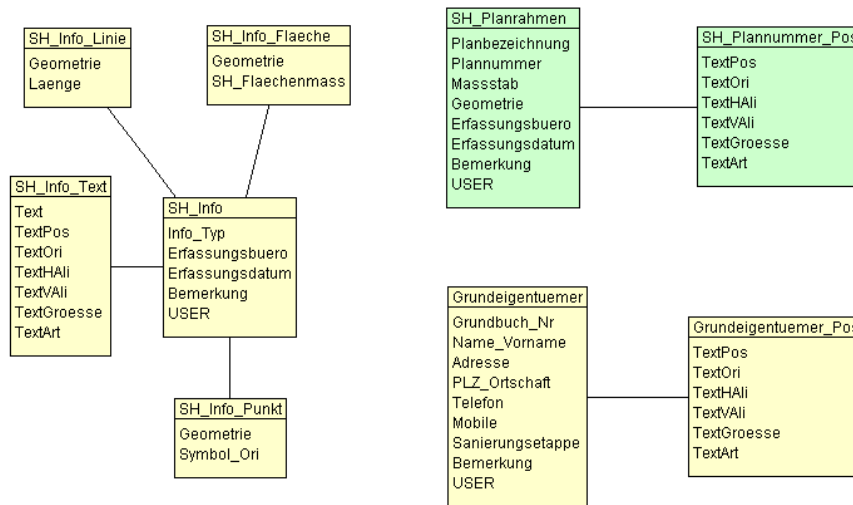 SH_Info_Linie
Geometrie
Laenge
SH_Info_Flaeche
Geometrie
SH_Flaechenmass
SH_Info_Text
Text
TextPos
TextOri
TextHAli
TextVAli
TextGroesse
TextArt
SH_Info
Info_Typ
Erfassungsbuero
Erfassungsdatum
Bemerkung
USER
SH_Info_Punkt
Geometrie
Symbol_Ori
SH_Planrahmen
Planbezeichnung
Plannummer
Massstab
Geometrie
Erfassungsbuero
Erfassungsdatum
Bemerkung
USER
SH_Plannummer_Pos
TextPos
TextOri
TextHAli
TextVAli
TextGroesse
TextArt
Grundeigentuemer
Grundbuch_Nr
Name_Vorname
Adresse
PLZ_Ortschaft
Telefon
Mobile
Sanierungsetappe
Bemerkung
USER
Grundeigentuemer_Pos
TextPos
TextOri
TextHAli
TextVAli
TextGroesse
TextArt